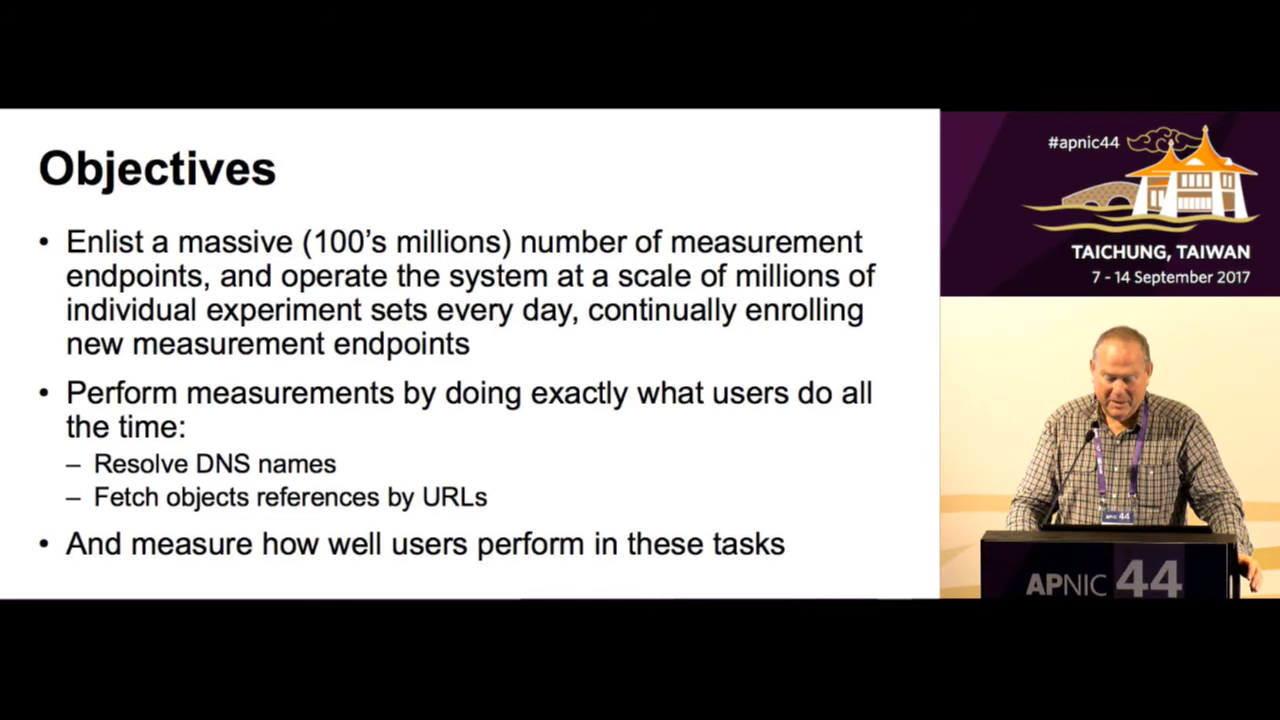 Objectives
• Enlist a massive (100's millions) number of measurement
endpoints, and operate the system at a scale of millions of
individual experiment sets every day, continually enrolling
new measurement endpoints
• Perform measurements by doing exactly what users do all
the time:
– Resolve DNS names
– Fetch objects references by URLs
• And measure how well users perform in these tasks
#apnic44
TAICHUNG, TAIWAN
7 - 14 September 2017
APNIC 44
APNIC 44